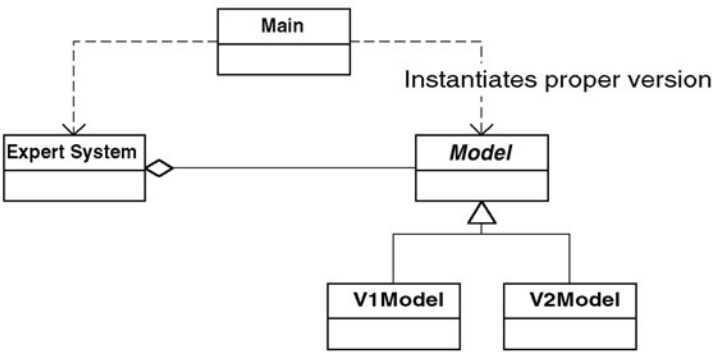 Main
Instantiates proper version
Expert System
Model
V1Model
V2Model